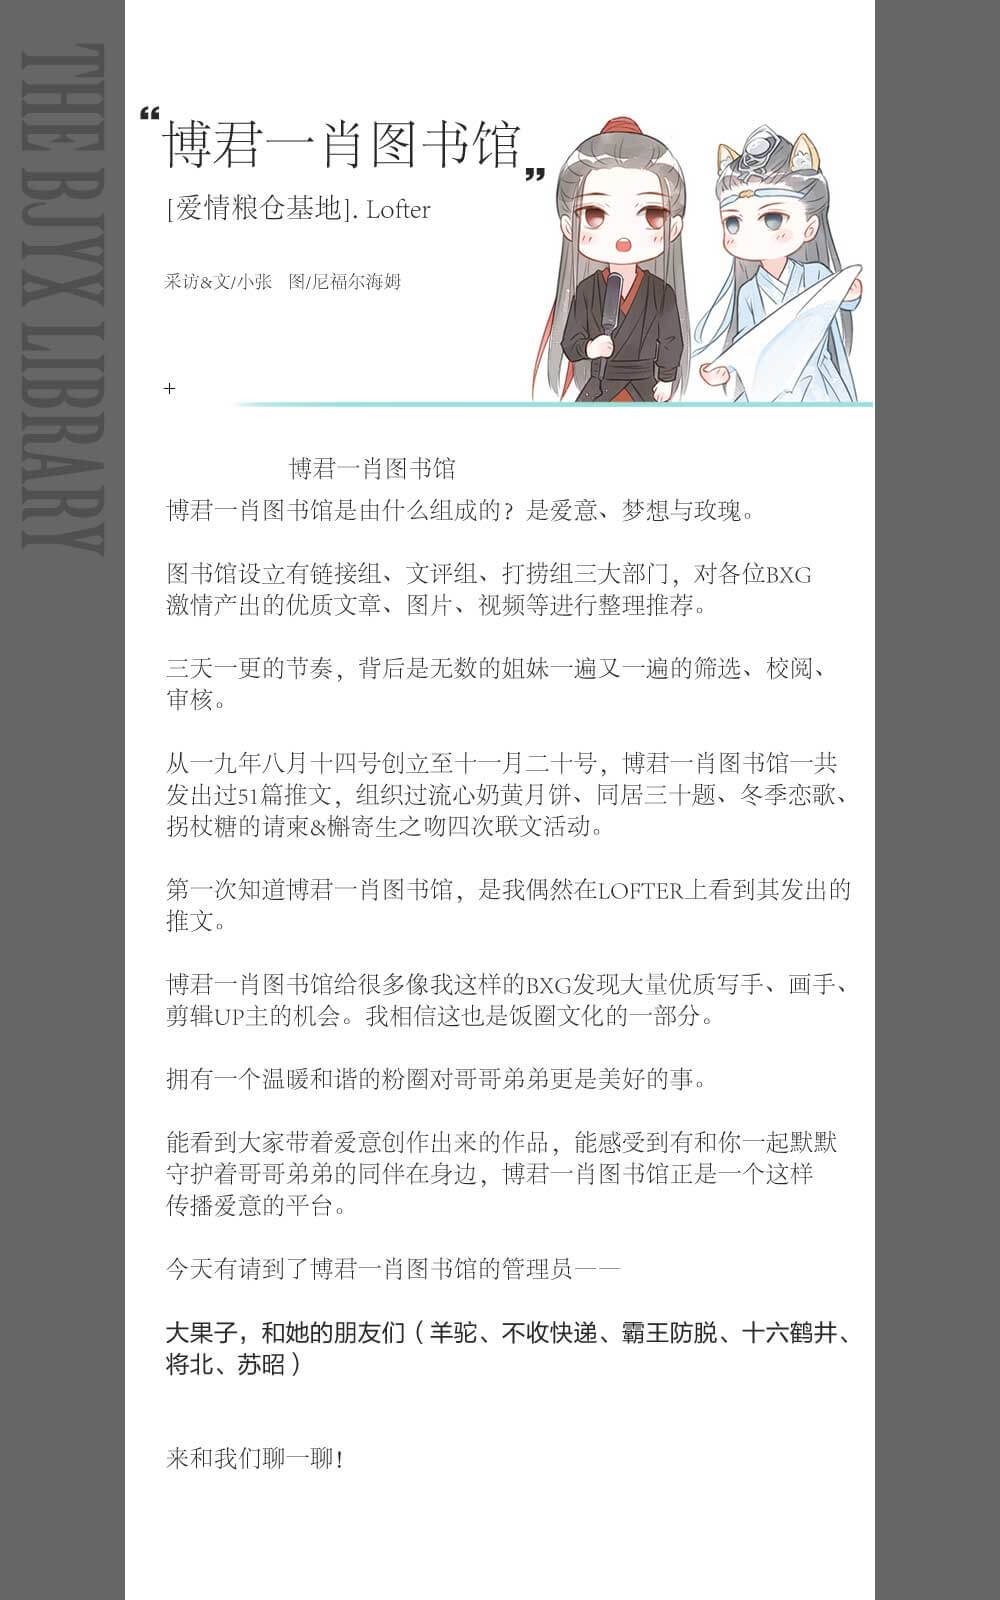 THE BJYX LIBRARY
“博君一肖图书馆”
[爱情粮仓基地]. Lofter
采访&文/小张 图/尼福尔海姆
+
博君一肖图书馆
博君一肖图书馆是由什么组成的？是爱意、梦想与玫瑰。
图书馆设立有链接组、文评组、打捞组三大部门，对各位BXG
激情产出的优质文章、图片、视频等进行整理推荐。
三天一更的节奏，背后是无数的姐妹一遍又一遍的筛选、校阅、
审核。
从一九年八月十四号创立至十一月二十号，博君一肖图书馆一共
发出过51篇推文，组织过流心奶黄月饼、同居三十题、冬季恋歌、
拐杖糖的请柬&槲寄生之吻四次联文活动。
第一次知道博君一肖图书馆，是我偶然在LOFTER上看到其发出的
推文。
博君一肖图书馆给很多像我这样的BXG发现大量优质写手、画手、
剪辑UP主的机会。我相信这也是饭圈文化的一部分。
拥有一个温暖和谐的粉圈对哥哥弟弟更是美好的事。
能看到大家带着爱意创作出来的作品，能感受到有和你一起默默
守护着哥哥弟弟的同伴在身边，博君一肖图书馆正是一个这样
传播爱意的平台。
今天有请到了博君一肖图书馆的管理员——
大果子，和她的朋友们（羊驼、不收快递、霸王防脱、十六鹤井、
将北、苏昭）
来和我们聊一聊！